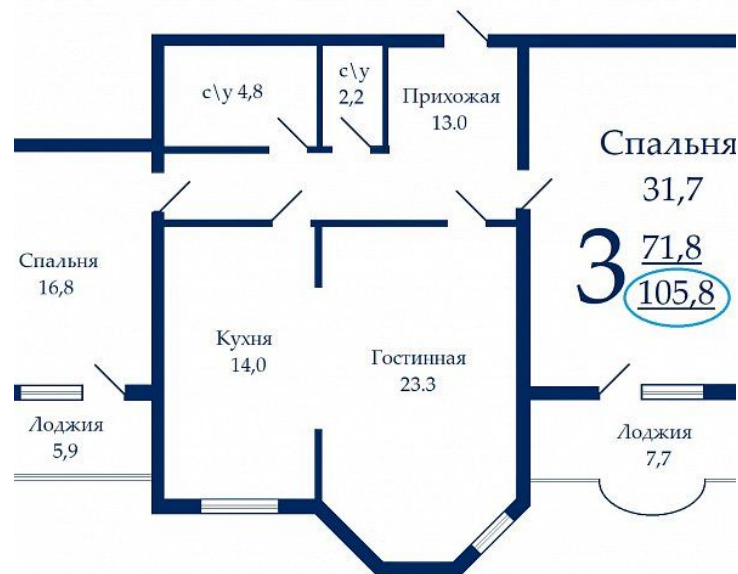 с\у 4,8
с\у
2,2
Прихожая
13.0
Спальня
31,7
3
71,8
105,8
Спальня
16,8
Кухня
14,0
Гостинная
23.3
Лоджия
5,9
Лоджия
7,7